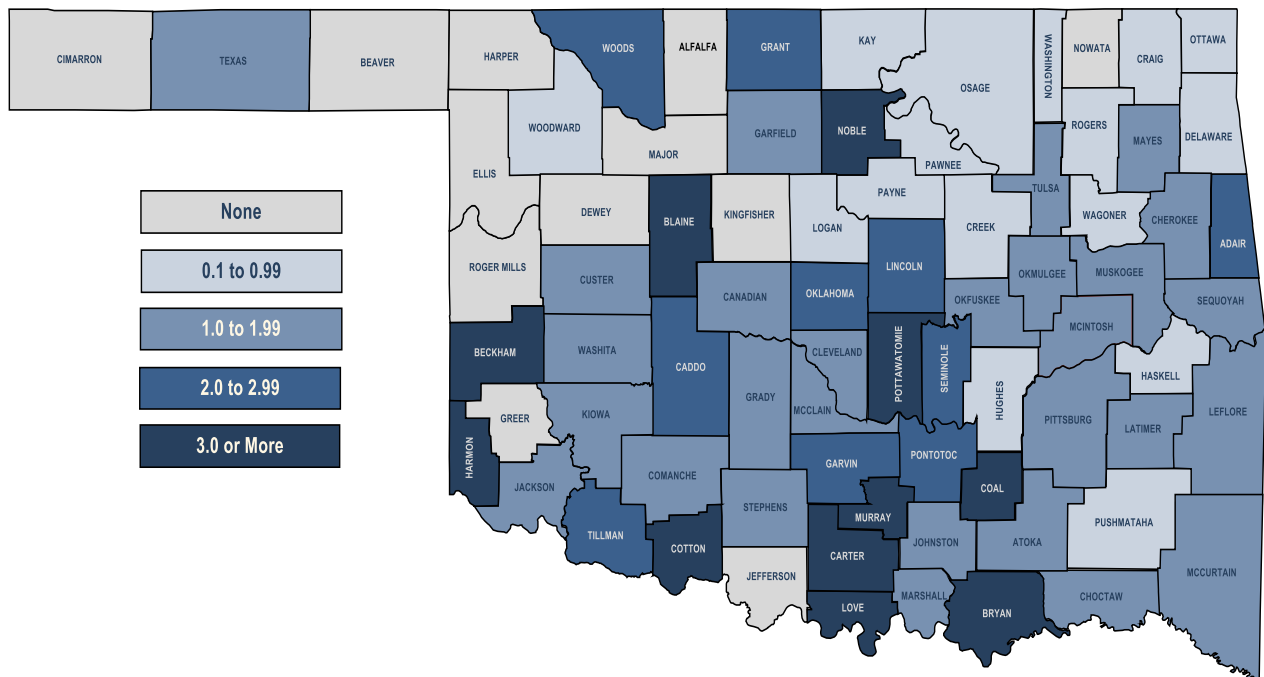 CIMARRON
TEXAS
BEAVER
HARPER
WOODS
ALFALFA
GRANT
KAY
OSAGE
WASHINGTON
NOWATA
CRAIG
OTTAWA
WOODWARD
GARFIELD
NOBLE
ROGERS
MAYES
DELAWARE
ELLIS
MAJOR
PAWNEE
TULSA
DEWEY
BLAINE
KINGFISHER
LOGAN
PAYNE
CREEK
WAGONER
CHEROKEE
ADAIR
ROGER MILLS
CUSTER
CANADIAN
OKLAHOMA
LINCOLN
OKFUSKEE
OKMULGEE
MUSKOGEE
SEQUOYAH
MCINTOSH
BECKHAM
WASHITA
CADDO
GRADY
CLEVELAND
MCCLAIN
POTTAWATOMIE
SEMINOLE
HUGHES
PITTSBURG
HASKELL
LATIMER
LEFLORE
HARMON
GREER
KIOWA
JACKSON
COMANCHE
STEPHENS
GARVIN
PONTOTOC
COAL
TILLMAN
COTTON
JEFFERSON
MURRAY
CARTER
LOVE
JOHNSTON
MARSHALL
ATOKA
BRYAN
PUSHMATAHA
CHOCTAW
MCCURTAIN
None
0.1 to 0.99
1.0 to 1.99
2.0 to 2.99
3.0 or More